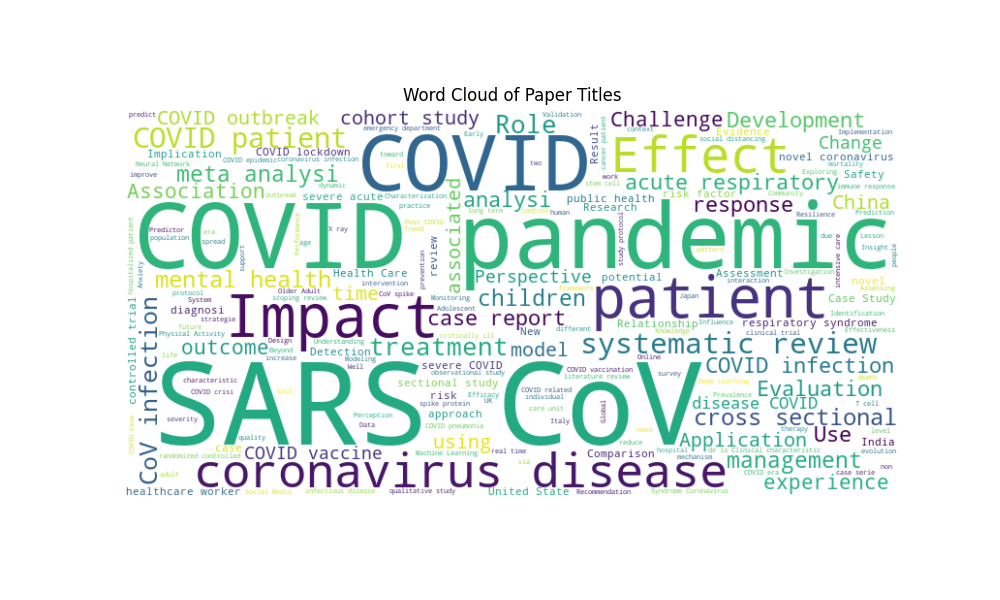 Word Cloud of Paper Titles
predict
COVID outbreak
cohort study
emergency department
Early
Role
Validation
Result
context
Challenge
Evidence
social distancing
Development
Implementation
COVID patient
COVID
Effect
Change
Implication
COVID lockdown
toward
two
novel coronavirus
Neural Network
COVID epidemic
coronavirus infection
mortality
improve
meta analysi
first
cancer patient
work
stem cell
acute respiratory
Exploring
Safety
Community
immune response
Association
outbreak
dynamic
severe acute
Characterization
practice
associated
analysi
long term
control
human
public health
Research
risk factor
response
Resilience
China
Prediction
hospitalized patient
COVID pandemic
Predictor
population
era
spread
age
X ray
Performance
support
Post COVID
Trend
review
prevention
study protocol
pattern
due
Lesson
Insight
people
intensive care
Anxiety
mental health
Health Care
intervention
Perspective
potential
Assessment
interaction
Investigation
novel
Assessing
protocol
System
strategie
Older Adult
scoping review
time
CoV spike
Monitoring
Adolescent
children
framework
patient
Japan
clinical trial
Case Study
Identification
CoV infection
controlled trial
diagnosi
future
Physical Activity
Impact
Design
case report
New
different
Relationship
Knowledge
Influence
respiratory syndrome
Effectiveness
life
outcome
Beyond
increase
Understanding
Detection
Modeling
Well
critically ill
treatment
model
systematic review
Online
characteristic
COVID crisi
tool
severe COVID
observational study
COVID vaccination
literature review
survey
Deep Learning
Prevalence
COVID infection
death
SARS CoV
sectional study
risk
Efficacy
spike protein
UK
COVID related
individual
Evaluation
T cell
severity
Perception
Data
approach
COVID pneumonia
care unit
Italy
Global
need
disease COVID
cross sectional
therapy
COVID case
adult
quality
case
randomized controlled
COVID vaccine
using
Machine Learning
real time
via
Comparison
reduce
hospital
mechanism
Application
de la
Clinical characteristic
Use
level
India
evolution
coronavirus disease
management
COVID era
case serie
non
experience
healthcare worker
Social Media
infectious disease
qualitative study
United State
Recommendation
Syndrome Coronavirus